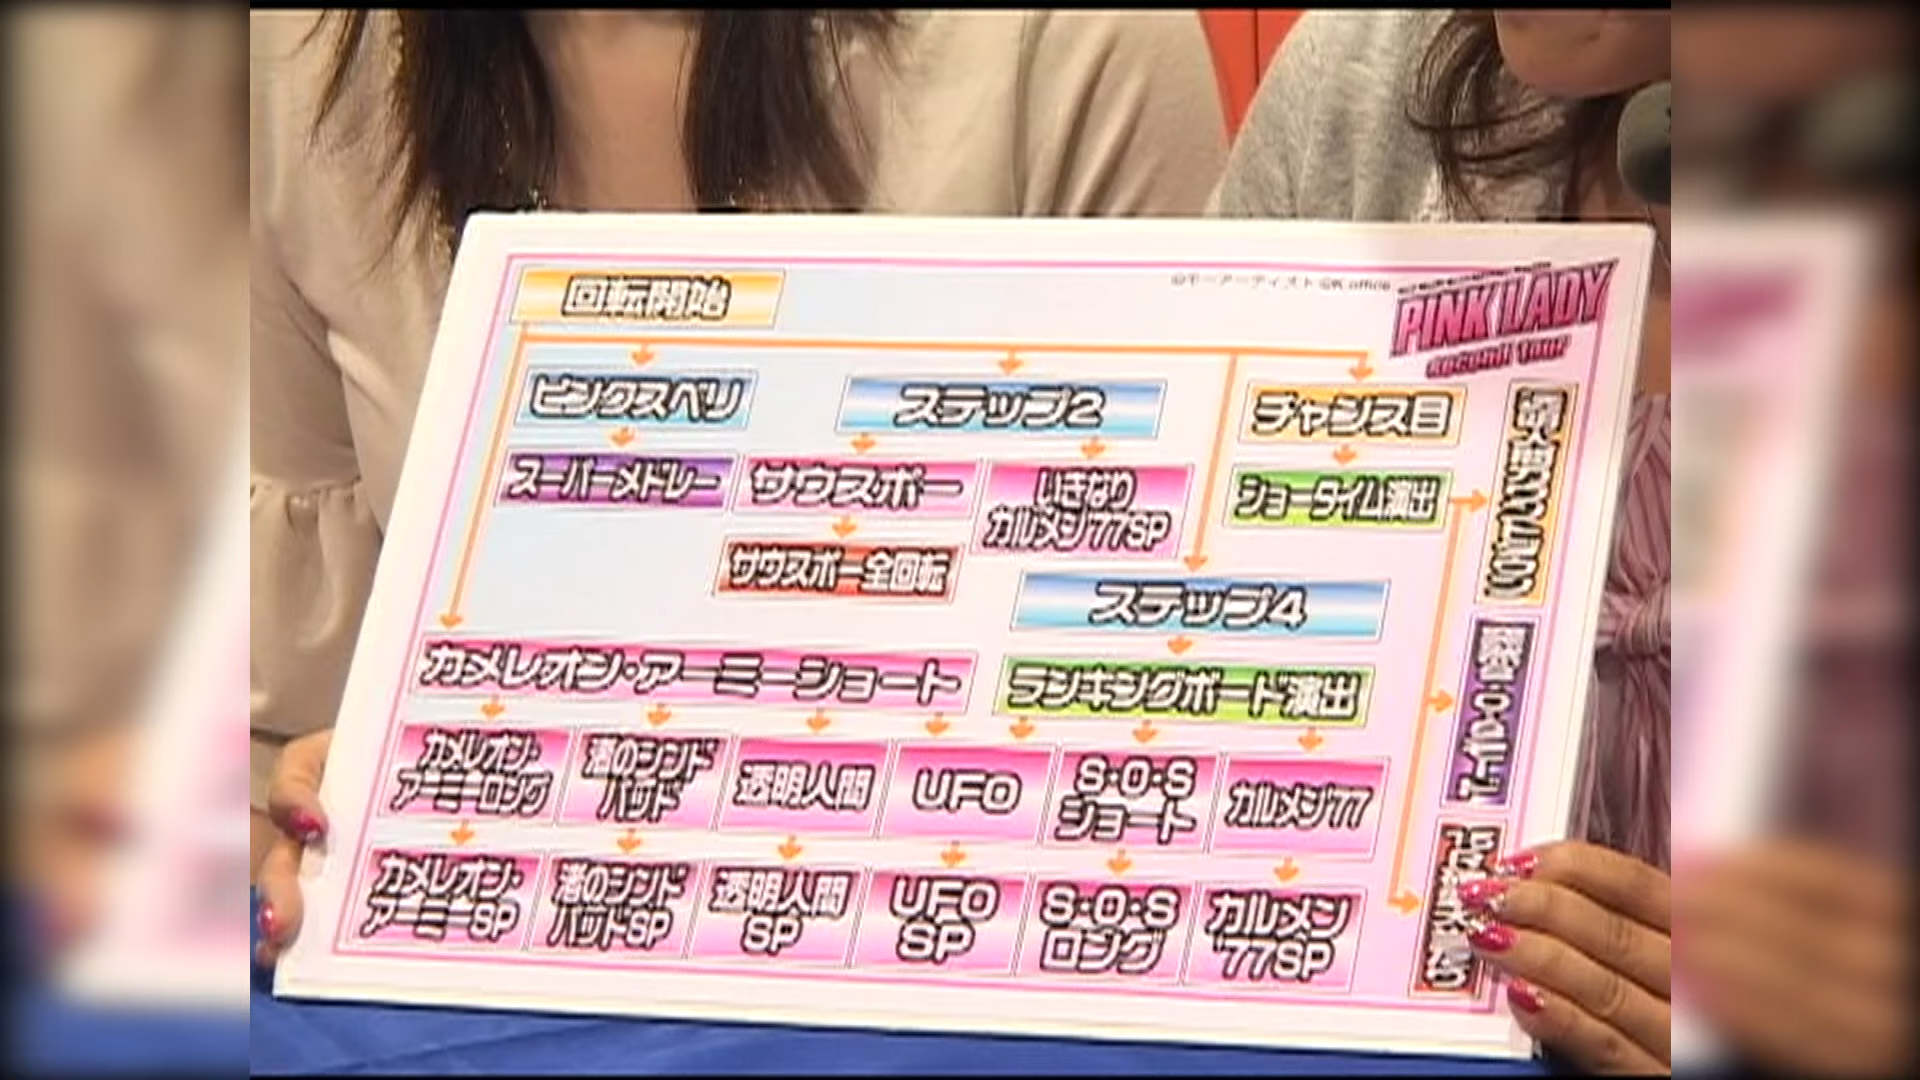 回転開始
PINK LADY
second tour
ピンクスベリ
ステップ2
チャンス目
スーパーメドレー
サウスポー
いきなり
カルメン'77SP
ショータイム演出
サウスポー全回転
ステップ4
カメレオン・アーミーショート
ランキングボード演出
カメレオン・
アーミーロング
渚のシンド
バッド
透明人間
UFO
S・O・S
ショート
カルメン'77
カメレオン・
アーミーSP
渚のシンド
バッドSP
透明人間
SP
UFO
SP
S・O・S
ロング
カルメン
'77SP